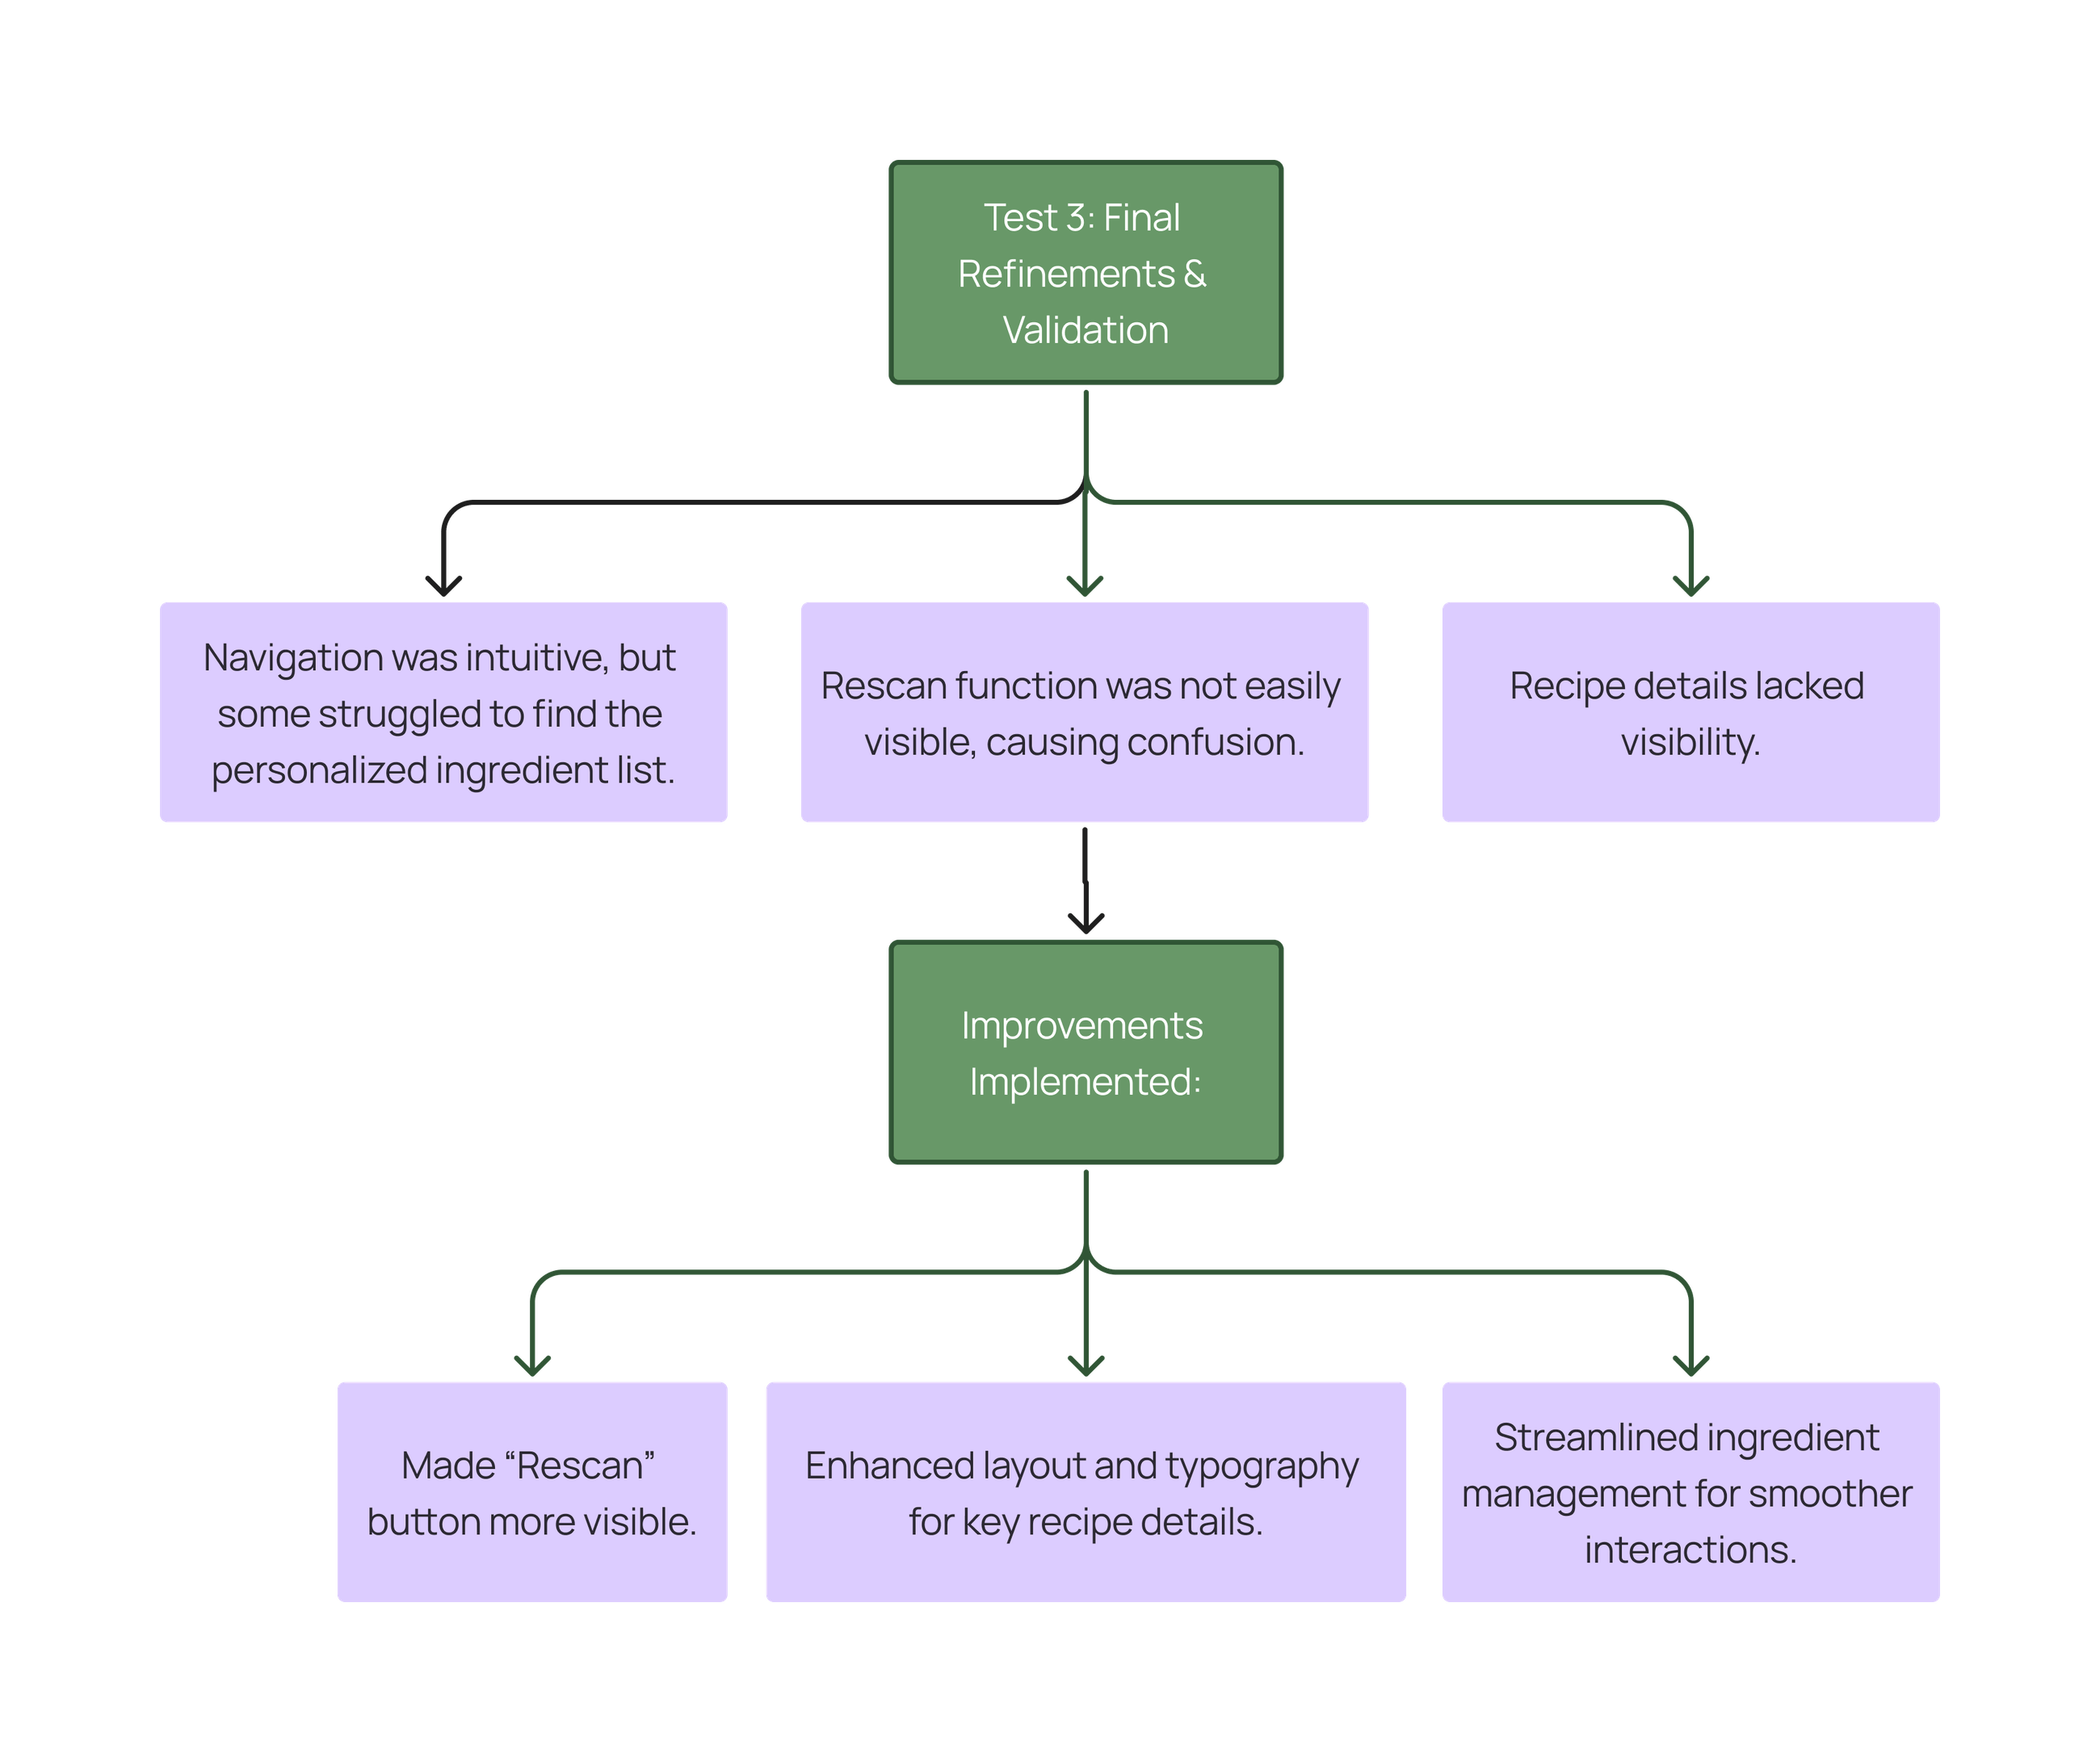 Test 3: Final
Refinements &
Validation
Navigation was intuitive, but
some struggled to find the
personalized ingredient list.
Rescan function was not easily
visible, causing confusion.
Recipe details lacked
visibility.
Improvements
Implemented:
Made “Rescan”
button more visible.
Enhanced layout and typography
for key recipe details.
Streamlined ingredient
management for smoother
interactions.